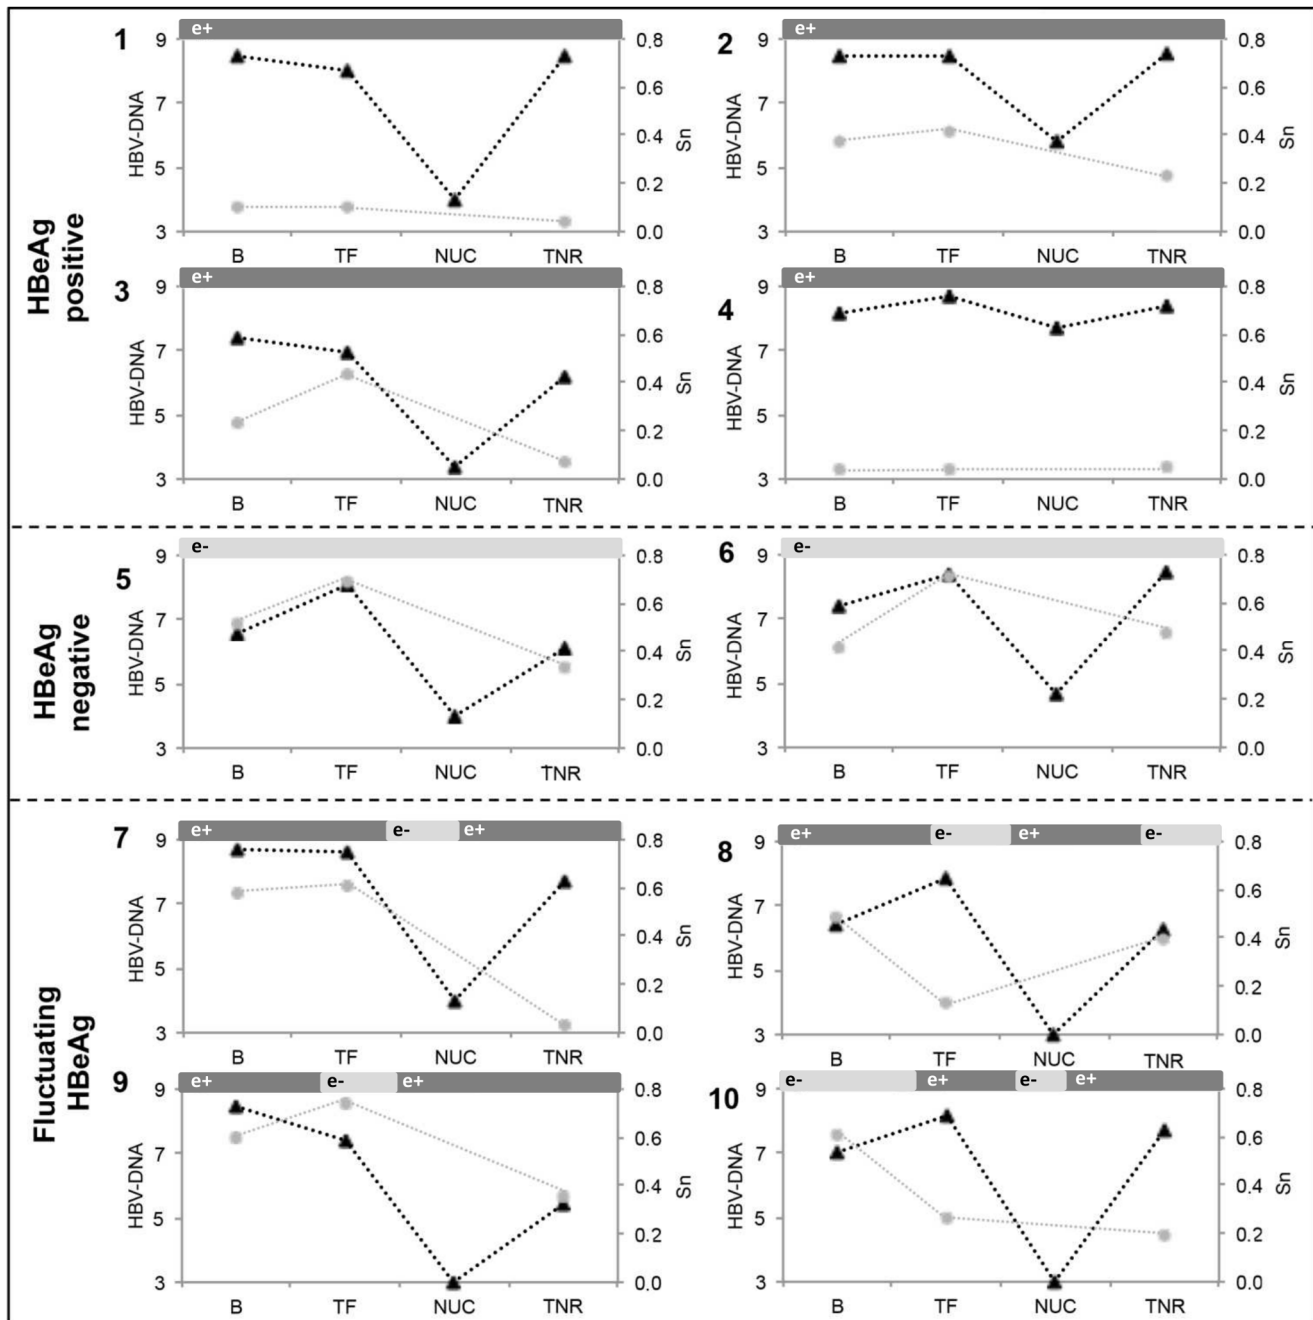 HBeAg
positive
1
e+
9
7
5
3
HBV-DNA
0.8
0.6
0.4
0.2
0.0
Sn
B TF NUC TNR
2
e+
9
7
5
3
HBV-DNA
0.8
0.6
0.4
0.2
0.0
Sn
B TF NUC TNR
3
e+
9
7
5
3
HBV-DNA
0.8
0.6
0.4
0.2
0.0
Sn
B TF NUC TNR
4
e+
9
7
5
3
HBV-DNA
0.8
0.6
0.4
0.2
0.0
Sn
B TF NUC TNR
HBeAg
negative
5
e-
9
7
5
3
HBV-DNA
0.8
0.6
0.4
0.2
0.0
Sn
B TF NUC TNR
6
e-
9
7
5
3
HBV-DNA
0.8
0.6
0.4
0.2
0.0
Sn
B TF NUC TNR
Fluctuating
HBeAg
7
e+ e- e+
9
7
5
3
HBV-DNA
0.8
0.6
0.4
0.2
0.0
Sn
B TF NUC TNR
8
e+ e- e+ e-
9
7
5
3
HBV-DNA
0.8
0.6
0.4
0.2
0.0
Sn
B TF NUC TNR
9
e+ e- e+
9
7
5
3
HBV-DNA
0.8
0.6
0.4
0.2
0.0
Sn
B TF NUC TNR
10
e- e+ e- e+
9
7
5
3
HBV-DNA
0.8
0.6
0.4
0.2
0.0
Sn
B TF NUC TNR